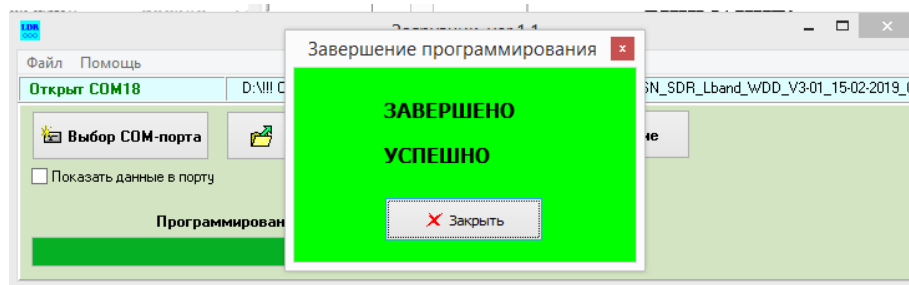 LDR
Завершение программирования
Файл Помощь
Открыт COM18
D:\!!! С
SN_SDR_Lband_WDD_V3-01_15-02-2019_
ЗАВЕРШЕНО
УСПЕШНО
Выбор COM-порта
Показать данные в порту
Закрыть